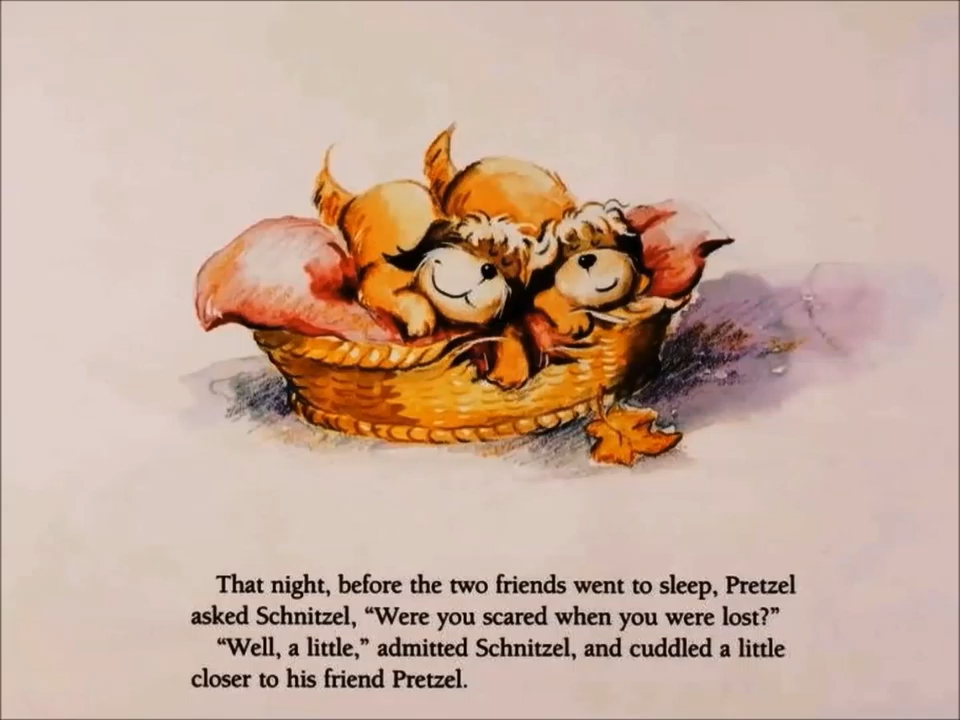 That night, before the two friends went to sleep, Pretzel
asked Schnitzel, “Were you scared when you were lost?”
“Well, a little,” admitted Schnitzel, and cuddled a little
closer to his friend Pretzel.